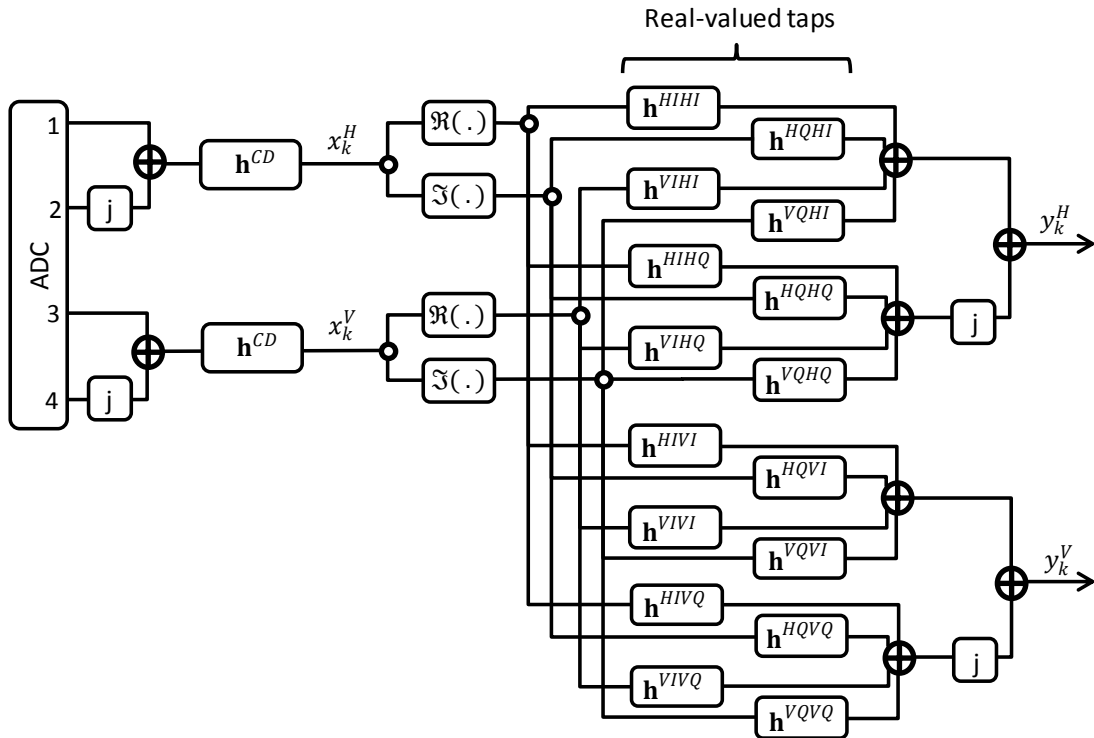 Real-valued taps
ADC
1
2
3
4
j
j
𝐡^{CD}
𝐡^{CD}
x_k^H
x_k^V
ℜ(.)
ℑ(.)
ℜ(.)
ℑ(.)
𝐡^{HIHI}
𝐡^{HQHI}
𝐡^{VIHI}
𝐡^{VQHI}
𝐡^{HIHQ}
𝐡^{HQHQ}
𝐡^{VIHQ}
𝐡^{VQHQ}
j
y_k^H
𝐡^{HIVI}
𝐡^{HQVI}
𝐡^{VIVI}
𝐡^{VQVI}
𝐡^{HIVQ}
𝐡^{HQVQ}
𝐡^{VIVQ}
𝐡^{VQVQ}
j
y_k^V